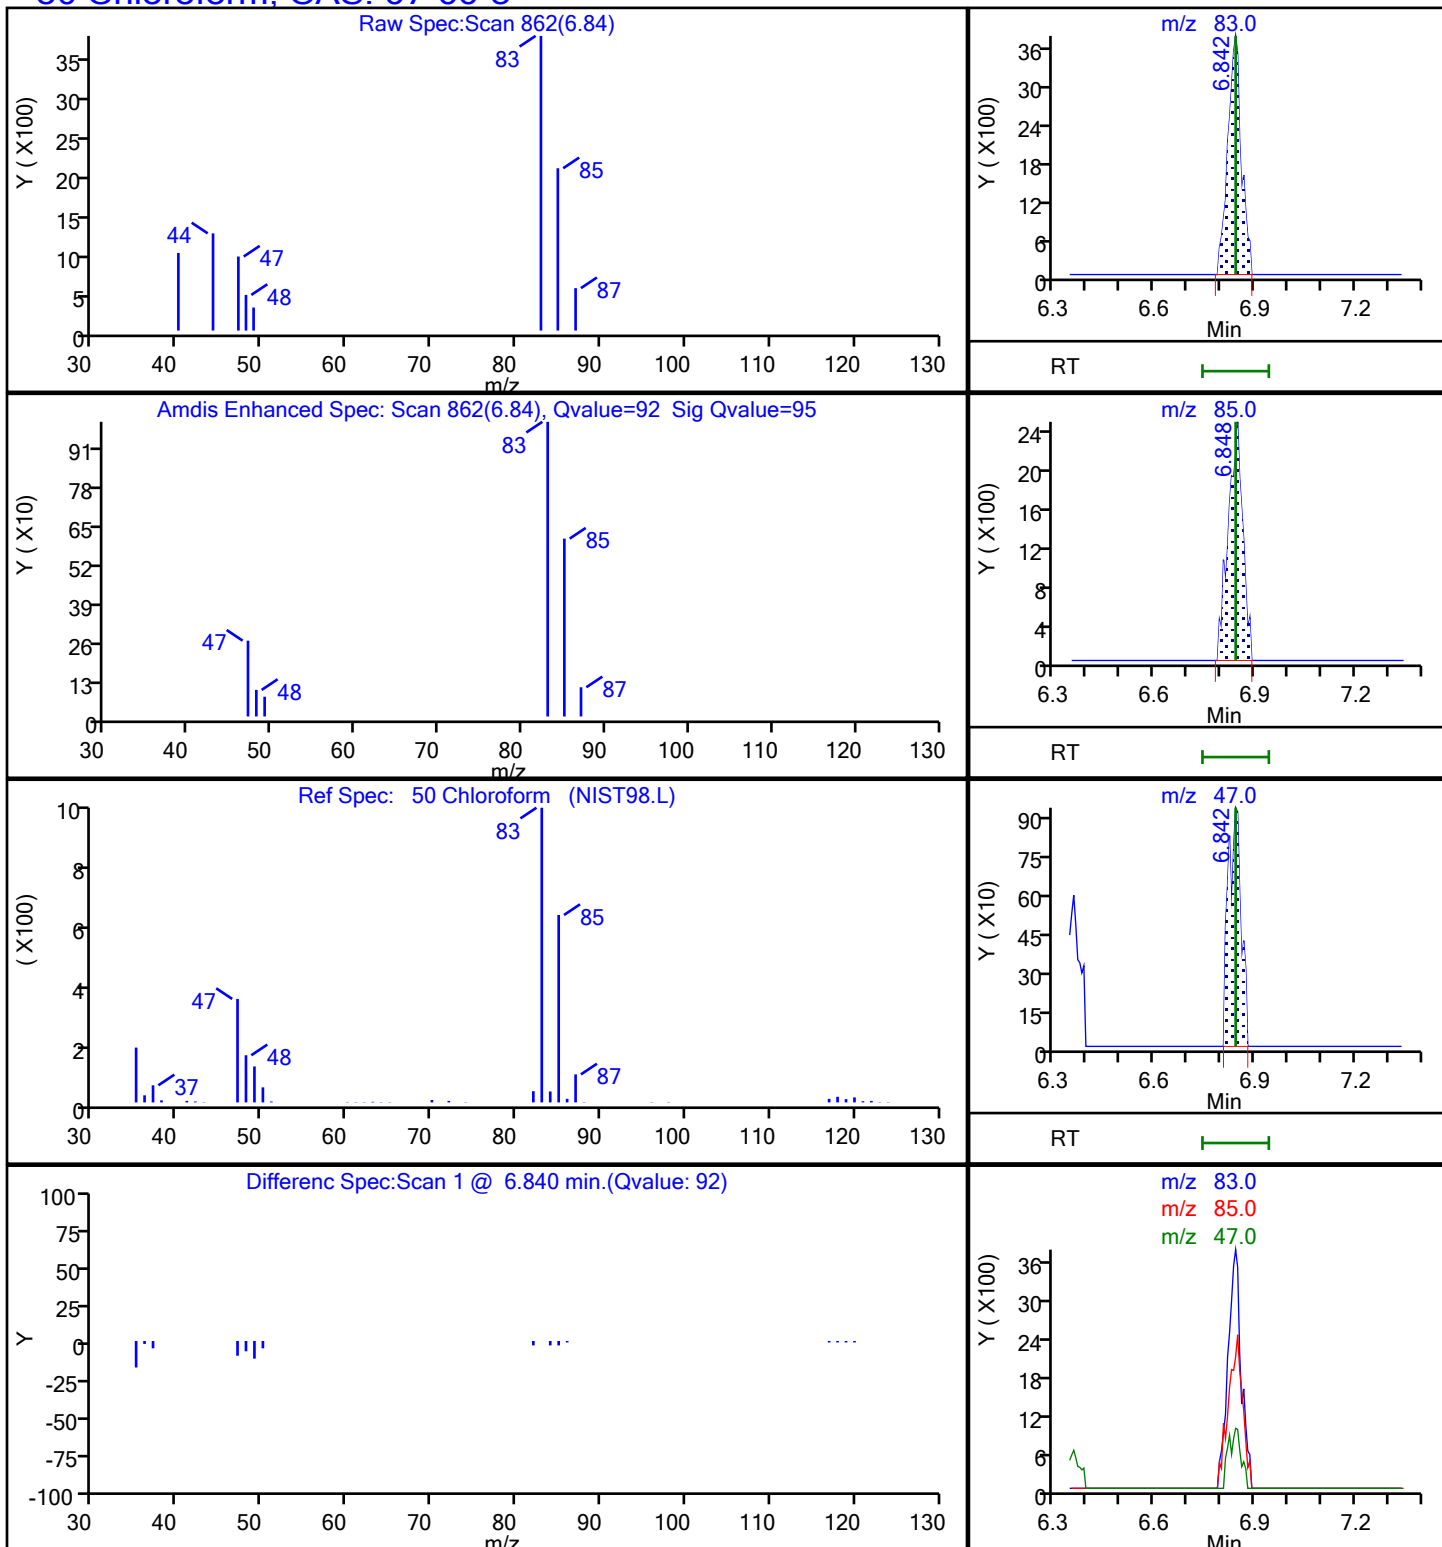 50 Chloroform, CAS: 67-66-3
Raw Spec:Scan 862(6.84)
Y ( X100)
35
30
25
20
15
10
5
0
83
85
87
44
47
48
30 40 50 60 70 80 90 100 110 120 130
m/z
m/z 83.0
6.842
Y ( X100)
36
30
24
18
12
6
0
6.3 6.6 6.9 7.2
Min
RT
Amdis Enhanced Spec: Scan 862(6.84), Qvalue=92 Sig Qvalue=95
Y ( X10)
91
78
65
52
39
26
13
0
83
85
87
47
48
30 40 50 60 70 80 90 100 110 120 130
m/z
m/z 85.0
6.848
Y ( X100)
24
20
16
12
8
4
0
6.3 6.6 6.9 7.2
Min
RT
Ref Spec: 50 Chloroform (NIST98.L)
( X100)
10
8
6
4
2
0
83
85
87
47
48
37
30 40 50 60 70 80 90 100 110 120 130
m/z 47.0
6.842
Y ( X10)
90
75
60
45
30
15
0
6.3 6.6 6.9 7.2
Min
RT
Differenc Spec:Scan 1 @ 6.840 min.(Qvalue: 92)
Y
100
75
50
25
0
-25
-50
-75
-100
30 40 50 60 70 80 90 100 110 120 130
m/z
m/z 83.0
m/z 85.0
m/z 47.0
Y ( X100)
36
30
24
18
12
6
0
6.3 6.6 6.9 7.2
Min